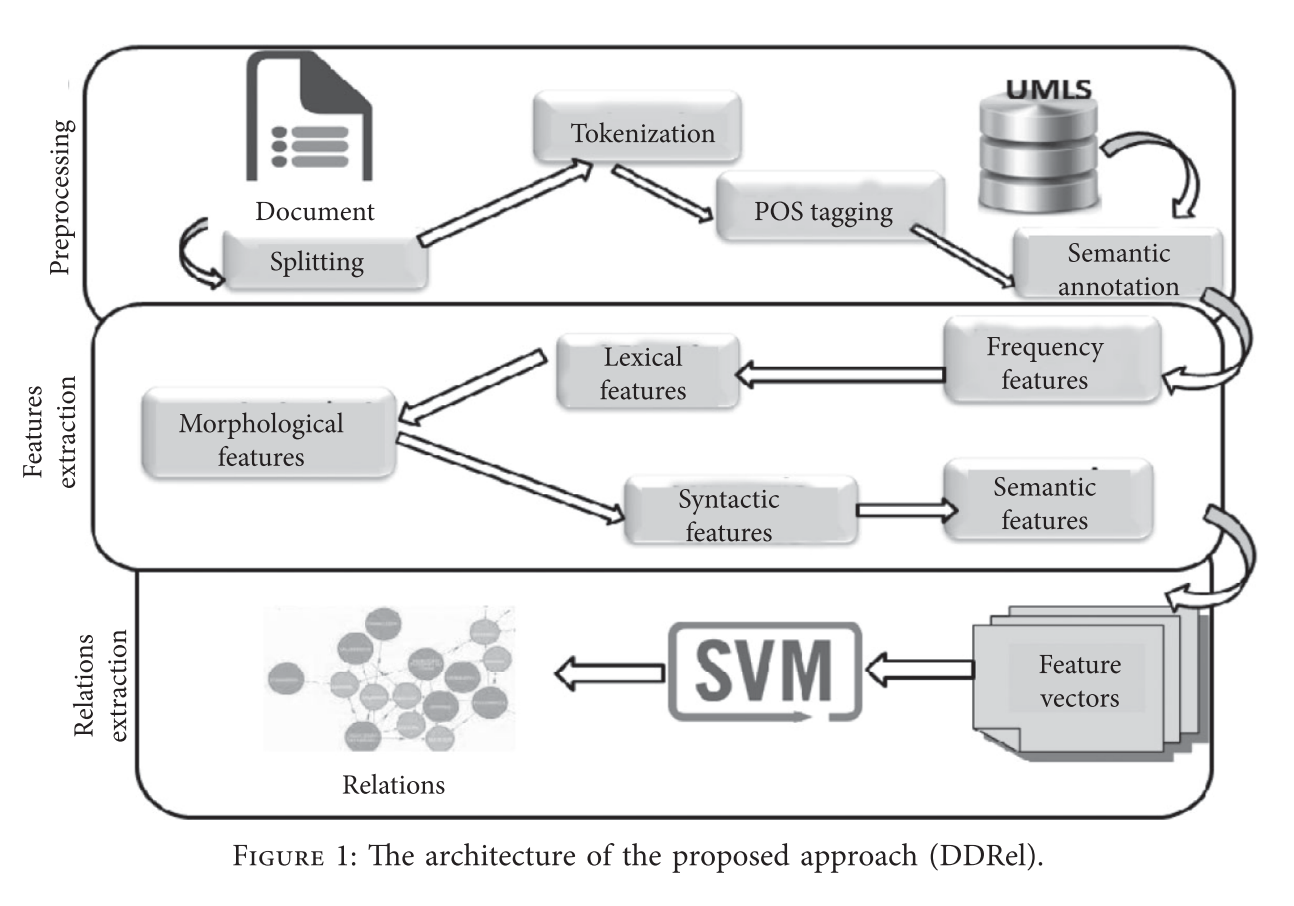 Preprocessing
Document
Splitting
Tokenization
POS tagging
UMLS
Semantic
annotation
Features
extraction
Frequency
features
Lexical
features
Morphological
features
Syntactic
features
Semantic
features
Relations
extraction
Feature
vectors
SVM
Relations
FIGURE 1: The architecture of the proposed approach (DDRel).